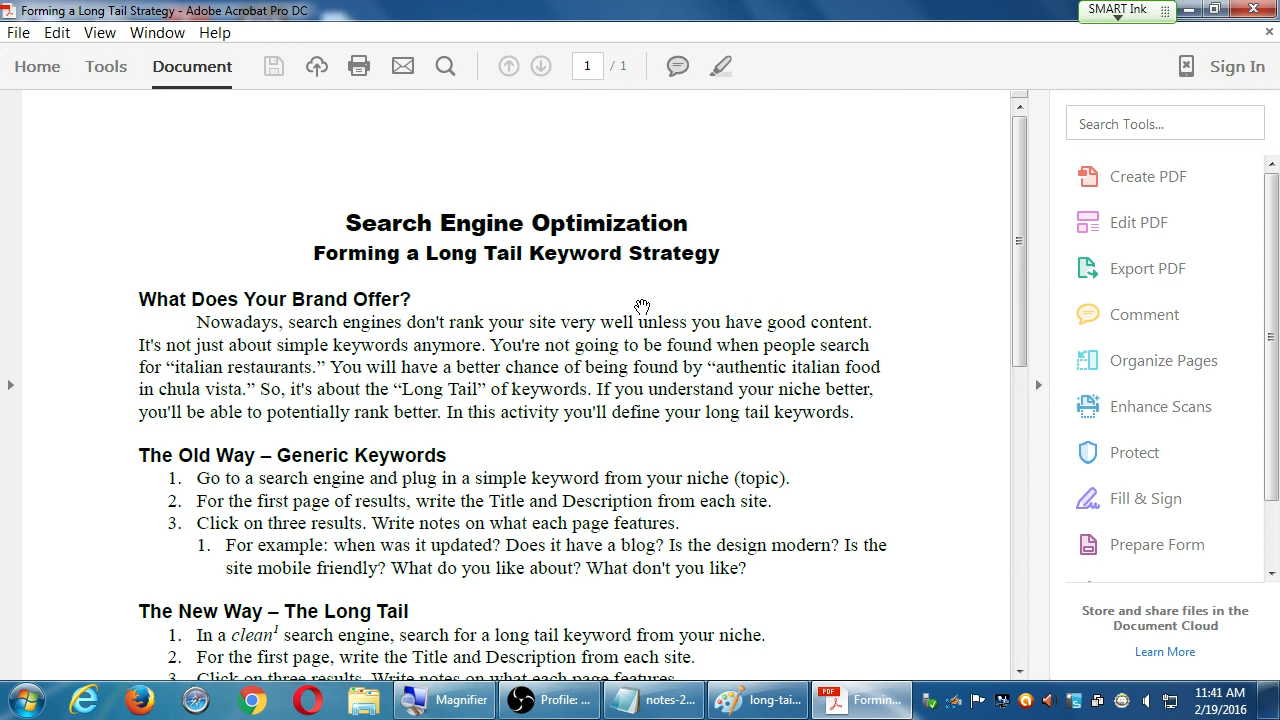 Forming a Long Tail Strategy - Adobe Acrobat Pro DC
SMART Ink
File Edit View Window Help
Home Tools Document 1 / 1 Sign In
Search Tools...
Create PDF
Edit PDF
Export PDF
Comment
Organize Pages
Enhance Scans
Protect
Fill & Sign
Prepare Form
Store and share files in the
Document Cloud
Learn More
Search Engine Optimization
Forming a Long Tail Keyword Strategy
What Does Your Brand Offer?
Nowadays, search engines don't rank your site very well unless you have good content.
It's not just about simple keywords anymore. You're not going to be found when people search
for “italian restaurants.” You will have a better chance of being found by “authentic italian food
in chula vista.” So, it's about the “Long Tail” of keywords. If you understand your niche better,
you'll be able to potentially rank better. In this activity you'll define your long tail keywords.
The Old Way – Generic Keywords
1. Go to a search engine and plug in a simple keyword from your niche (topic).
2. For the first page of results, write the Title and Description from each site.
3. Click on three results. Write notes on what each page features.
1. For example: when was it updated? Does it have a blog? Is the design modern? Is the
site mobile friendly? What do you like about? What don't you like?
The New Way – The Long Tail
1. In a clean1 search engine, search for a long tail keyword from your niche.
2. For the first page, write the Title and Description from each site.
3. Click on three results. Write notes on what each page features.
Magnifier
Profile: ...
notes-2...
long-tai...
PDF
Formin...
11:41 AM
2/19/2016